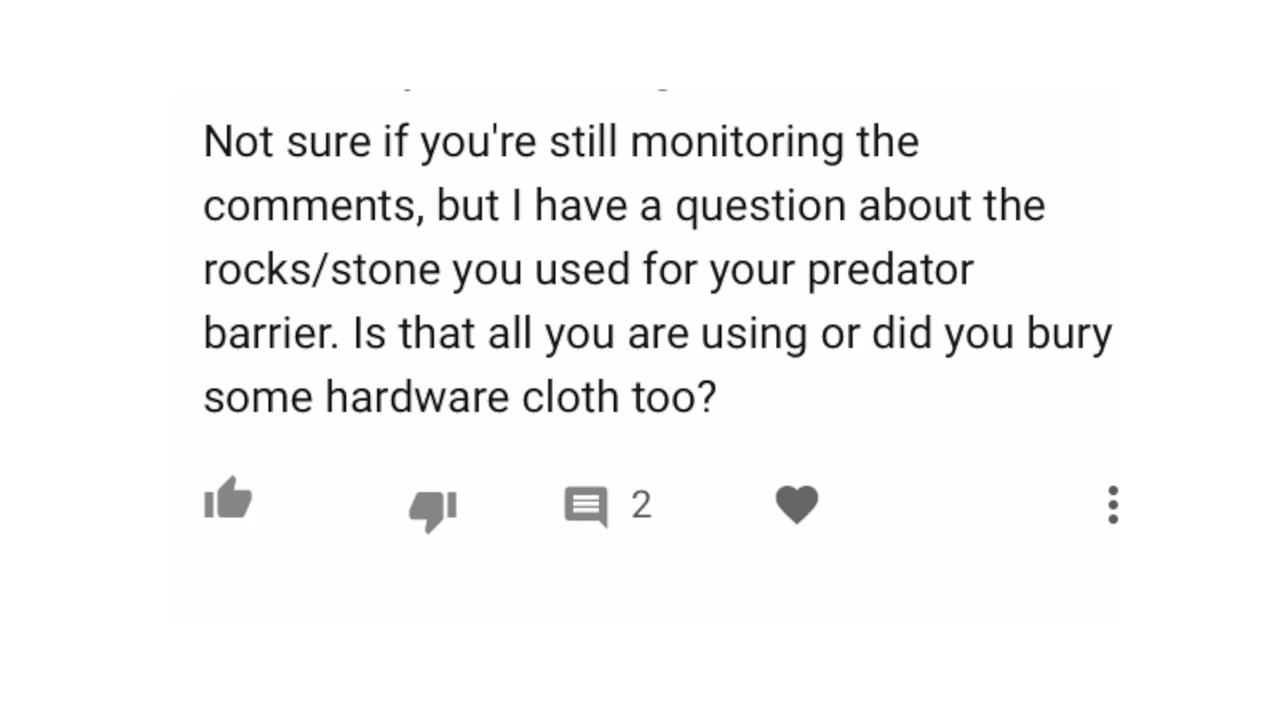 Not sure if you're still monitoring the
comments, but I have a question about the
rocks/stone you used for your predator
barrier. Is that all you are using or did you bury
some hardware cloth too?
2